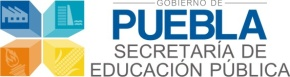 GOBIERNO DE
PUEBLA
SECRETARÍA DE
EDUCACIÓN PÚBLICA